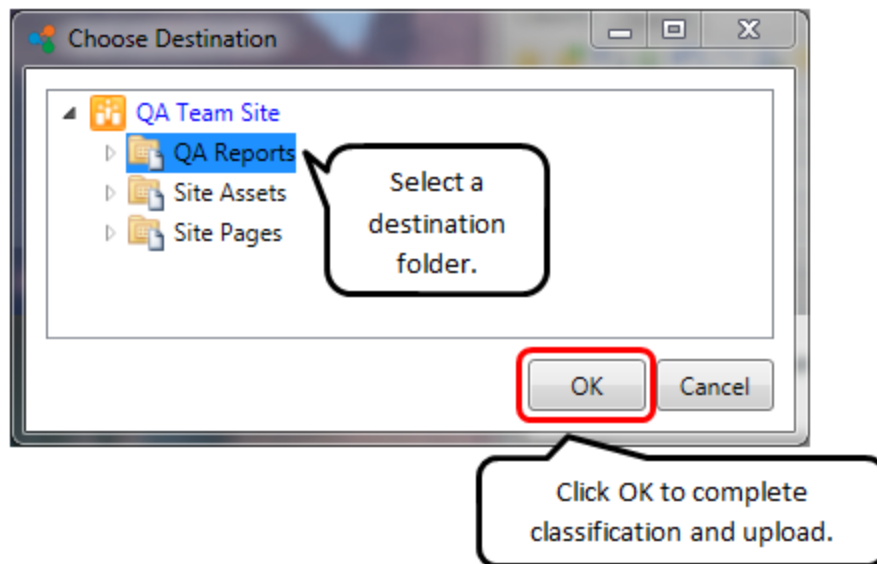 Choose Destination
QA Team Site
QA Reports
Site Assets
Site Pages
Select a
destination
folder.
OK
Cancel
Click OK to complete
classification and upload.